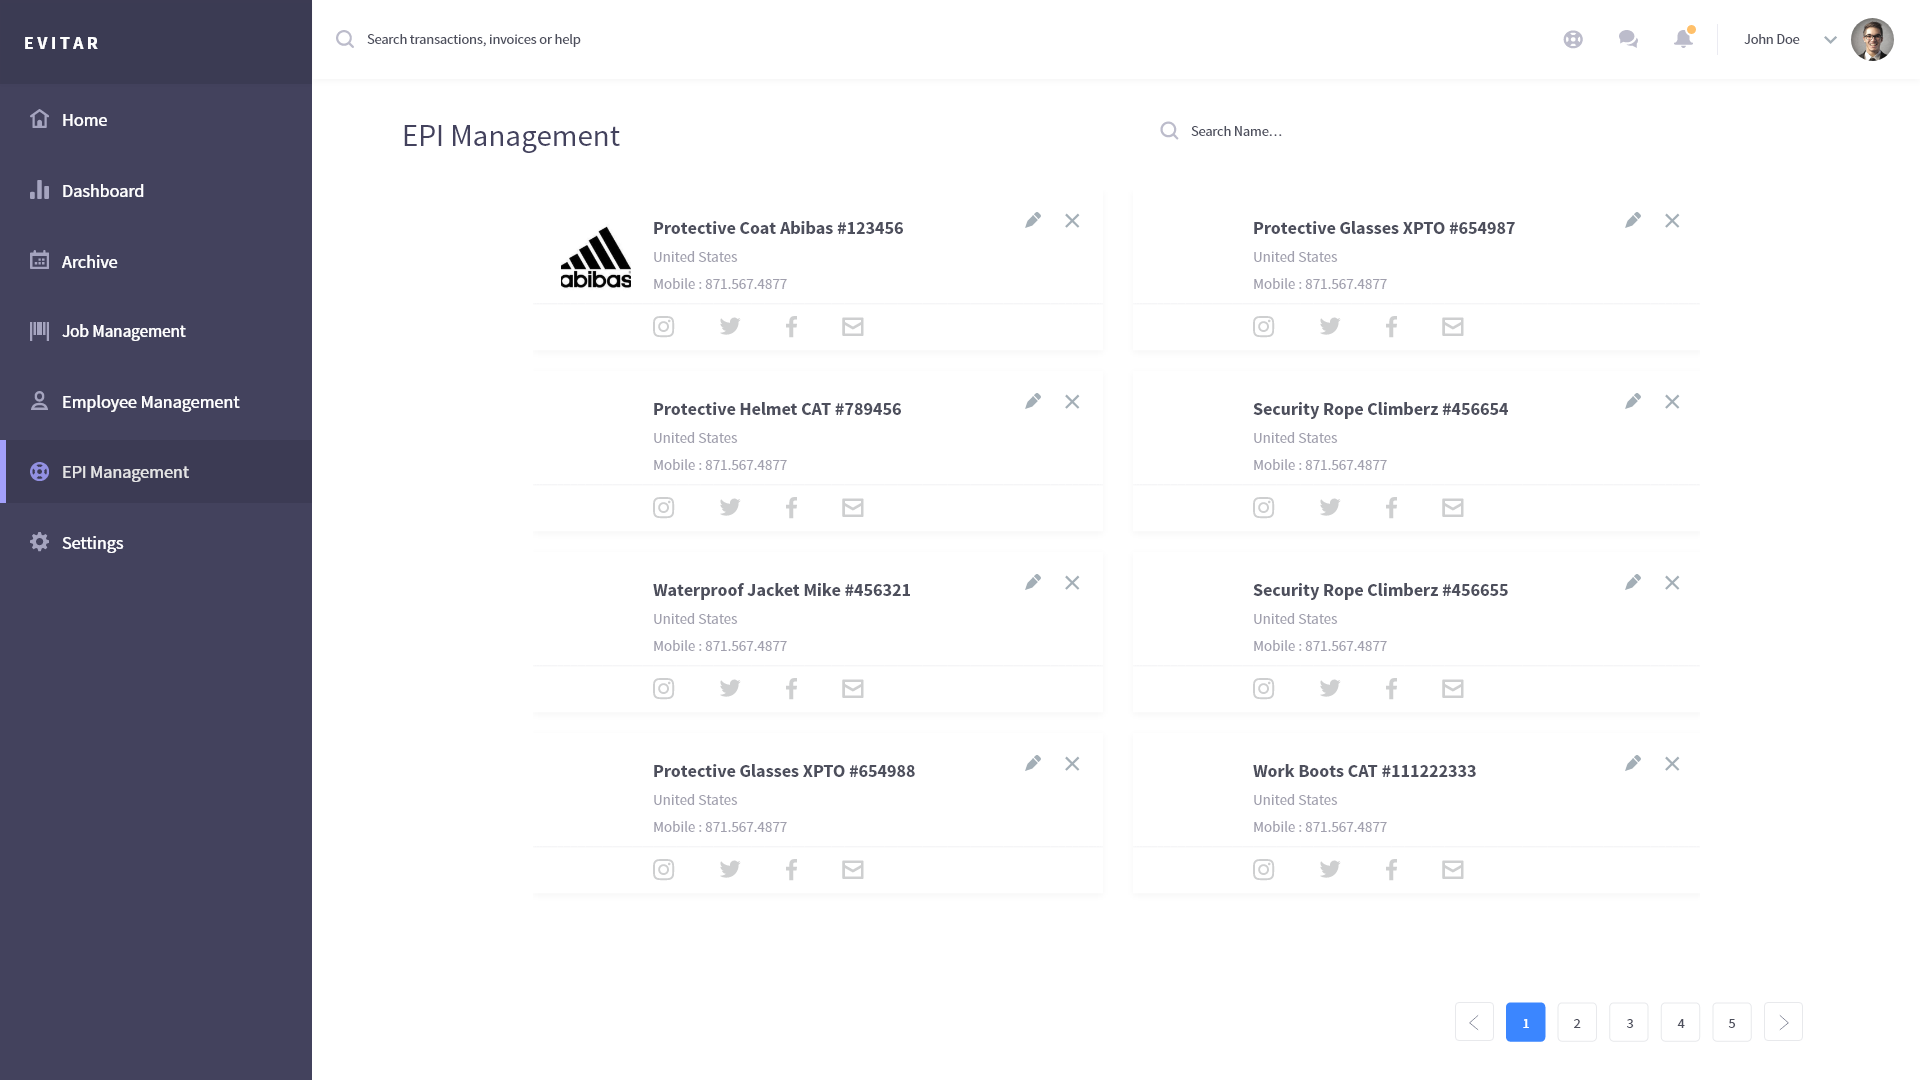 EVITAR
Search transactions, invoices or help
John Doe
Home
Dashboard
Archive
Job Management
Employee Management
EPI Management
Settings
EPI Management
Search Name...
abibas
Protective Coat Abibas #123456
United States
Mobile : 871.567.4877
Protective Glasses XPTO #654987
United States
Mobile : 871.567.4877
Protective Helmet CAT #789456
United States
Mobile : 871.567.4877
Security Rope Climberz #456654
United States
Mobile : 871.567.4877
Waterproof Jacket Mike #456321
United States
Mobile : 871.567.4877
Security Rope Climberz #456655
United States
Mobile : 871.567.4877
Protective Glasses XPTO #654988
United States
Mobile : 871.567.4877
Work Boots CAT #111222333
United States
Mobile : 871.567.4877
1 2 3 4 5